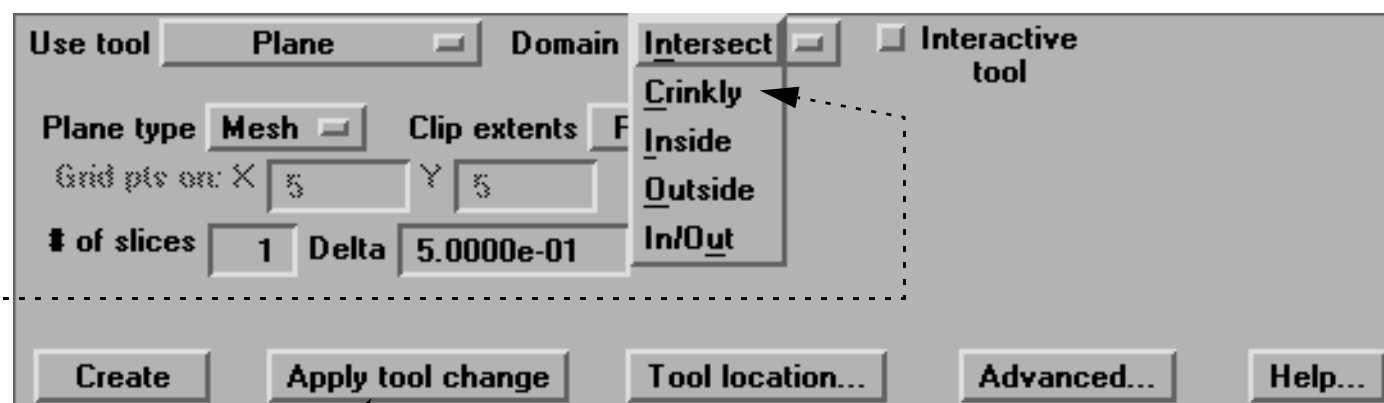 Use tool Plane Domain Intersect Interactive
tool
Crinkly
Plane type Mesh Clip extents F
Inside
Grid pts on: X 5 Y 5
Outside
# of slices 1 Delta 5.0000e-01
In/Out
Create Apply tool change Tool location... Advanced... Help...